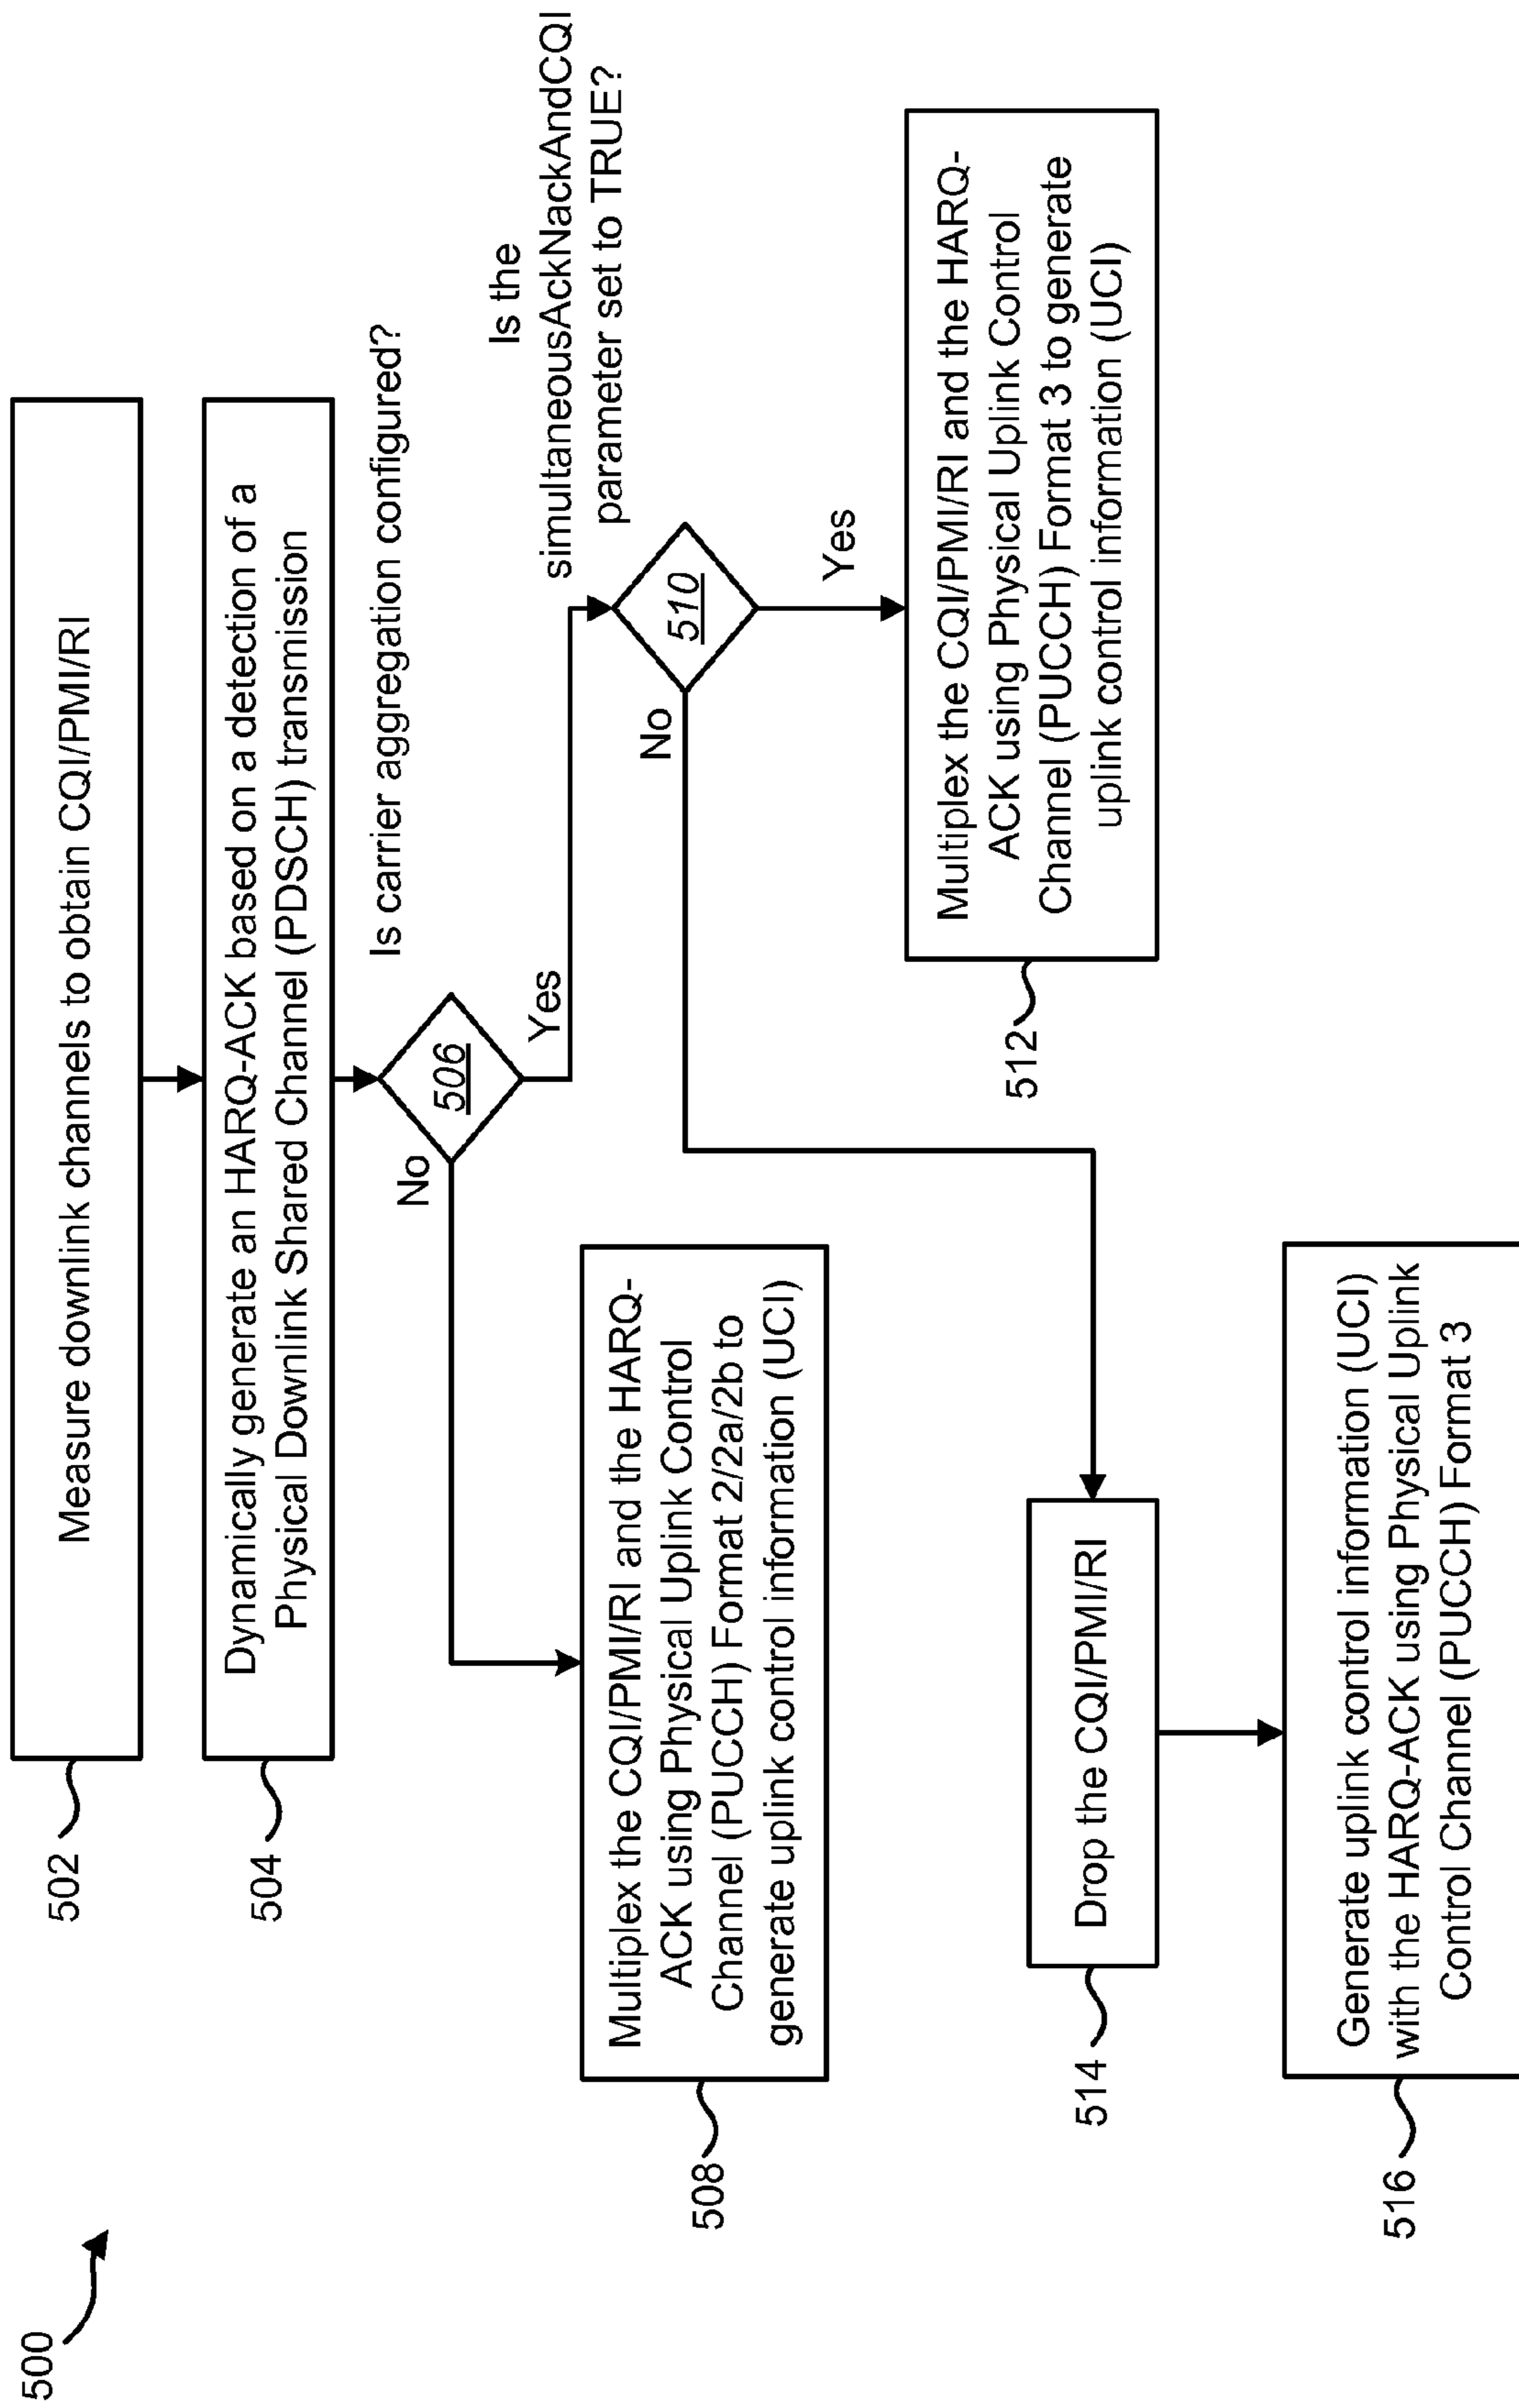 500
502
Measure downlink channels to obtain CQI/PMI/RI
504
Dynamically generate an HARQ-ACK based on a detection of a
Physical Downlink Shared Channel (PDSCH) transmission
Is carrier aggregation configured?
506
No
Yes
Is the
simultaneousAckNackAndCQI
parameter set to TRUE?
508
Multiplex the CQI/PMI/RI and the HARQ-
ACK using Physical Uplink Control
Channel (PUCCH) Format 2/2a/2b to
generate uplink control information (UCI)
510
No
Yes
512
Multiplex the CQI/PMI/RI and the HARQ-
ACK using Physical Uplink Control
Channel (PUCCH) Format 3 to generate
uplink control information (UCI)
514
Drop the CQI/PMI/RI
516
Generate uplink control information (UCI)
with the HARQ-ACK using Physical Uplink
Control Channel (PUCCH) Format 3